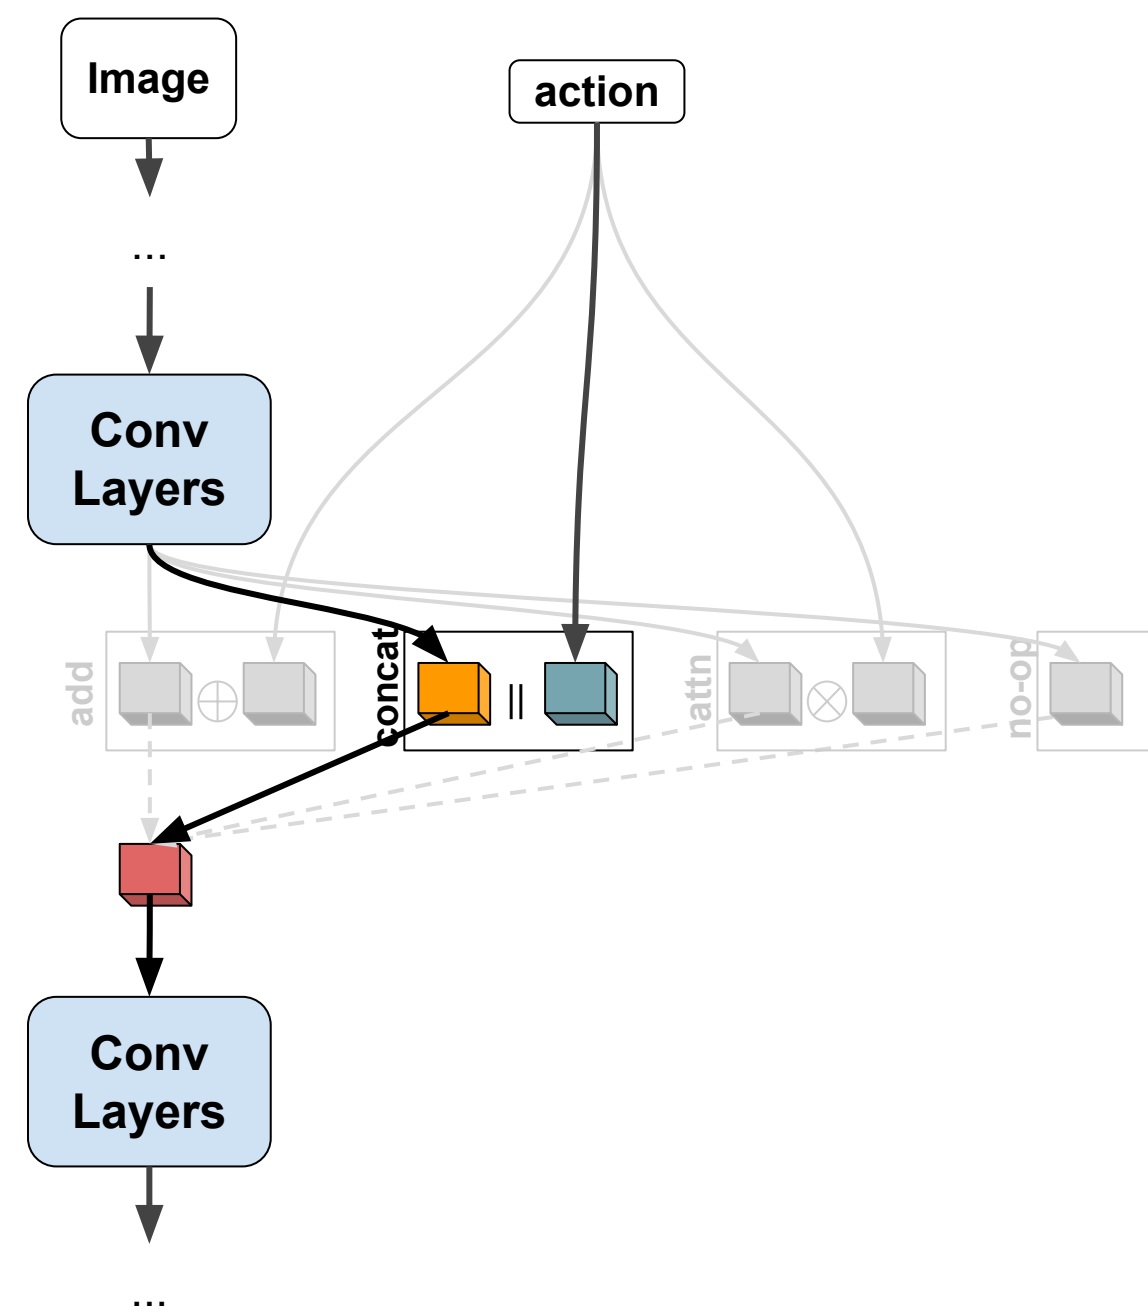 Image
action
...
Conv
Layers
add
concat
||
attn
no-op
Conv
Layers
...